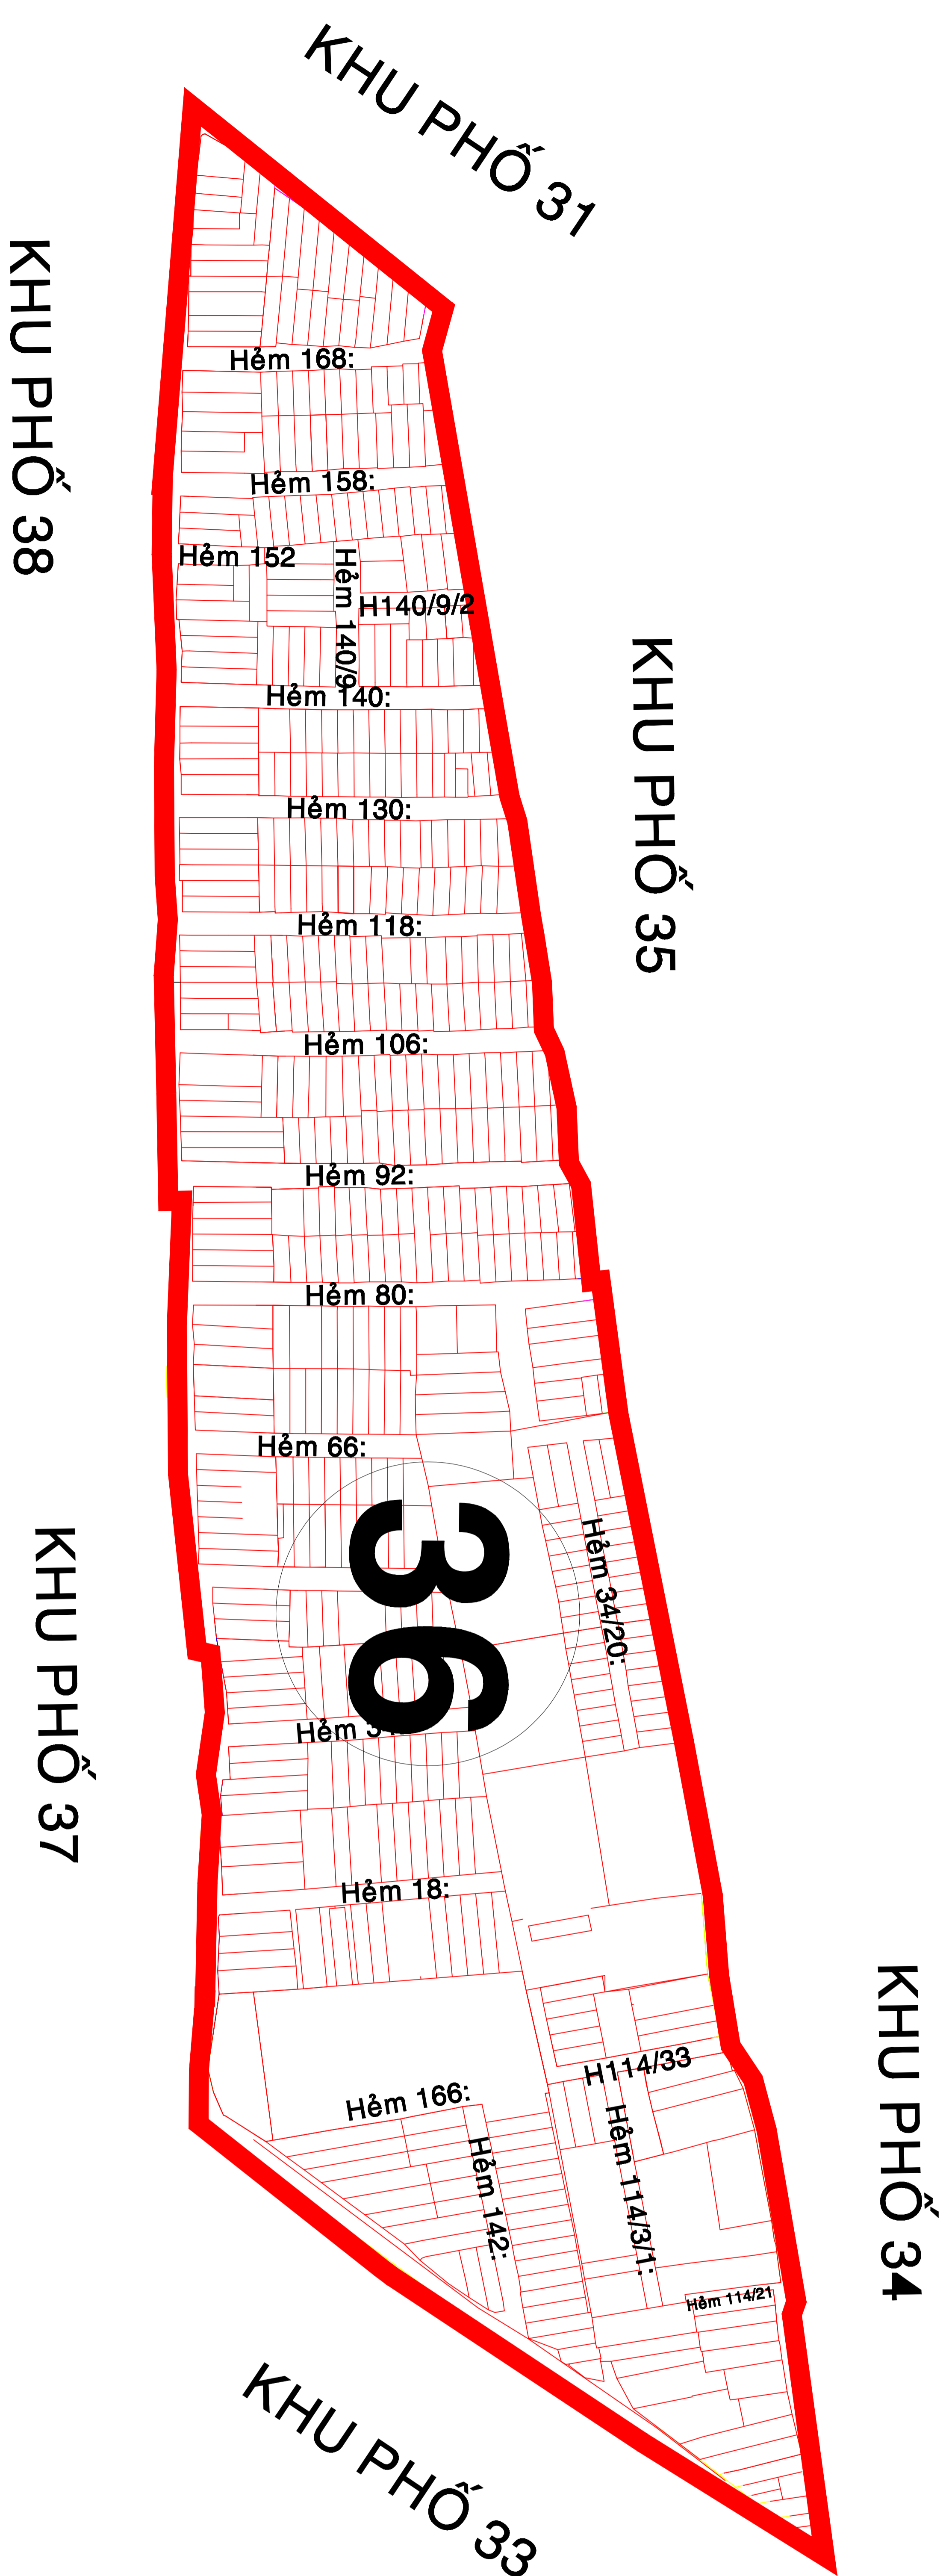 KHU PHỐ 31
KHU PHỐ 38
Hẻm 168:
Hẻm 158:
Hẻm 152
Hẻm 140/9
H140/9/2
Hẻm 140:
KHU PHỐ 35
Hẻm 130:
Hẻm 118:
Hẻm 106:
Hẻm 92:
Hẻm 80:
Hẻm 66:
36
Hẻm 34/20:
KHU PHỐ 37
Hẻm
Hẻm 18:
KHU PHỐ 34
H114/33
Hẻm 166:
Hẻm 142:
Hẻm 114/3/1:
Hẻm 114/21
KHU PHỐ 33